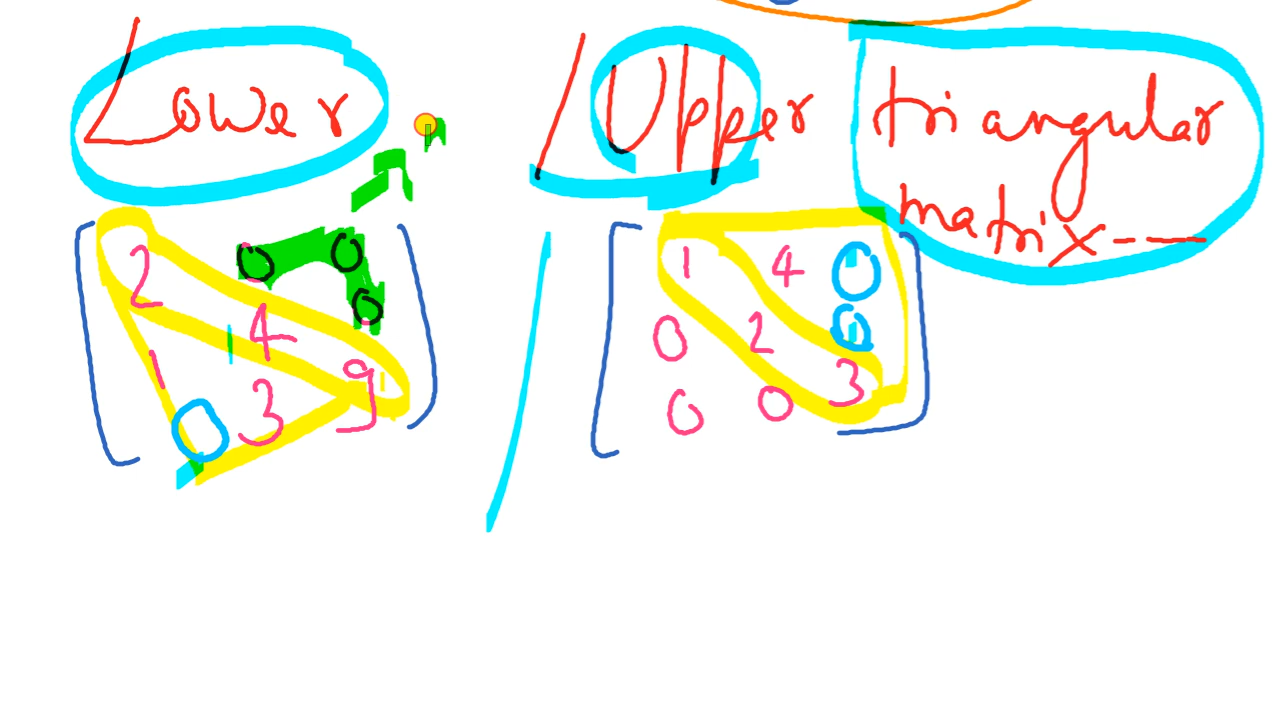 Lower / Upper triangular
matrix---
[2 0 0] / [1 4 0]
[1 4 0] [0 2 0]
[0 3 9] [0 0 3]